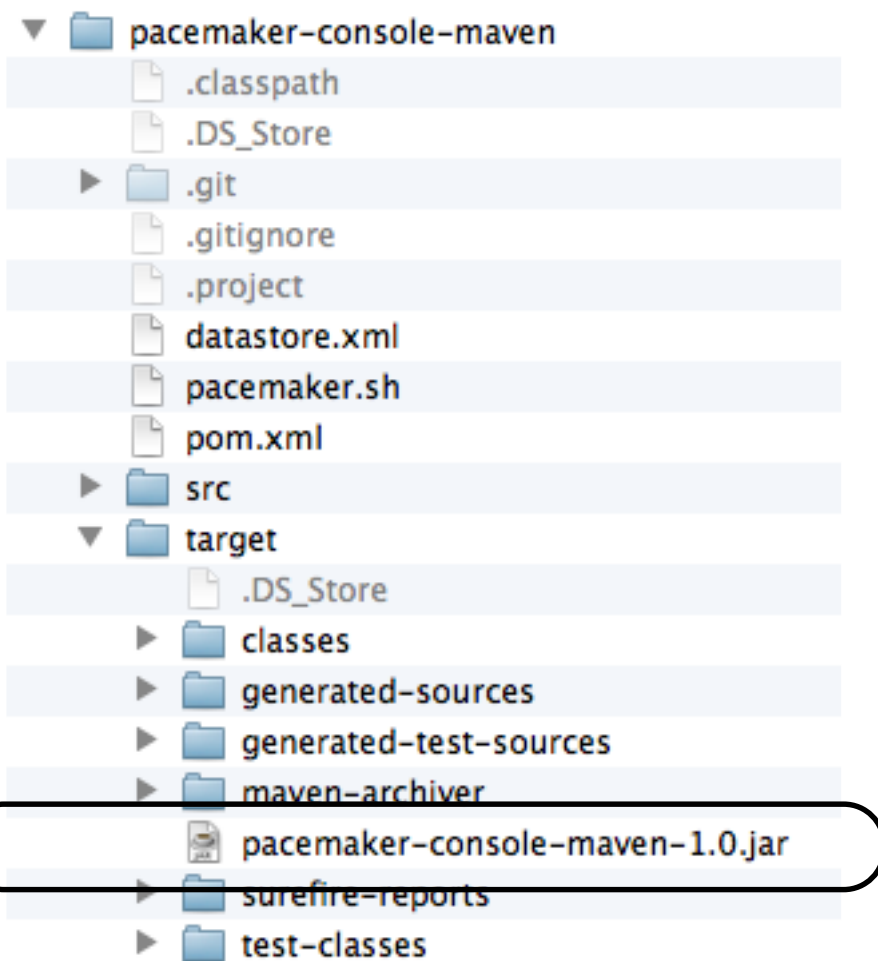 pacemaker-console-maven
.classpath
.DS_Store
.git
.gitignore
.project
datastore.xml
pacemaker.sh
pom.xml
src
target
.DS_Store
classes
generated-sources
generated-test-sources
maven-archiver
pacemaker-console-maven-1.0.jar
surefire-reports
test-classes